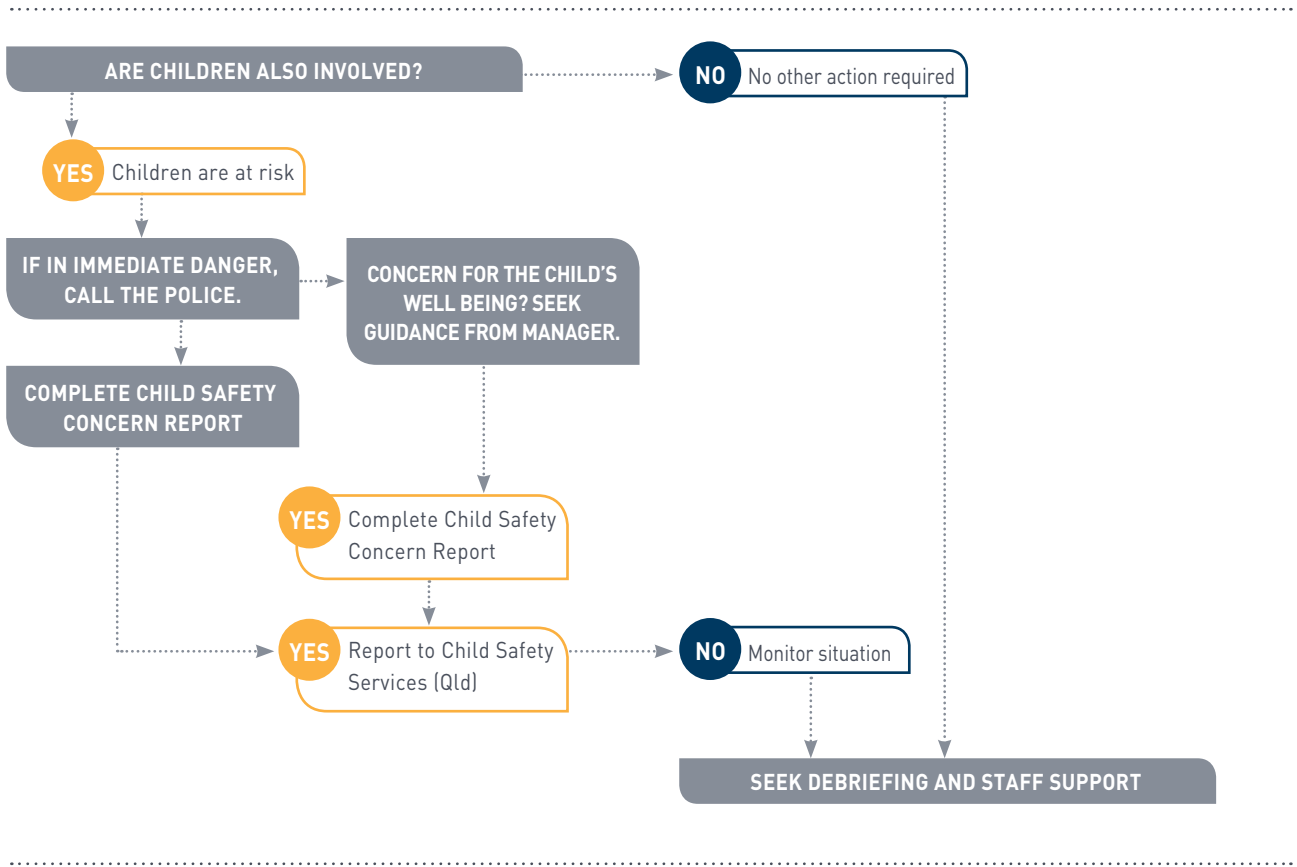 ARE CHILDREN ALSO INVOLVED?
NO No other action required
YES Children are at risk
IF IN IMMEDIATE DANGER,
CALL THE POLICE.
CONCERN FOR THE CHILD'S
WELL BEING? SEEK
GUIDANCE FROM MANAGER.
COMPLETE CHILD SAFETY
CONCERN REPORT
YES Complete Child Safety
Concern Report
YES Report to Child Safety
Services (Qld)
NO Monitor situation
SEEK DEBRIEFING AND STAFF SUPPORT